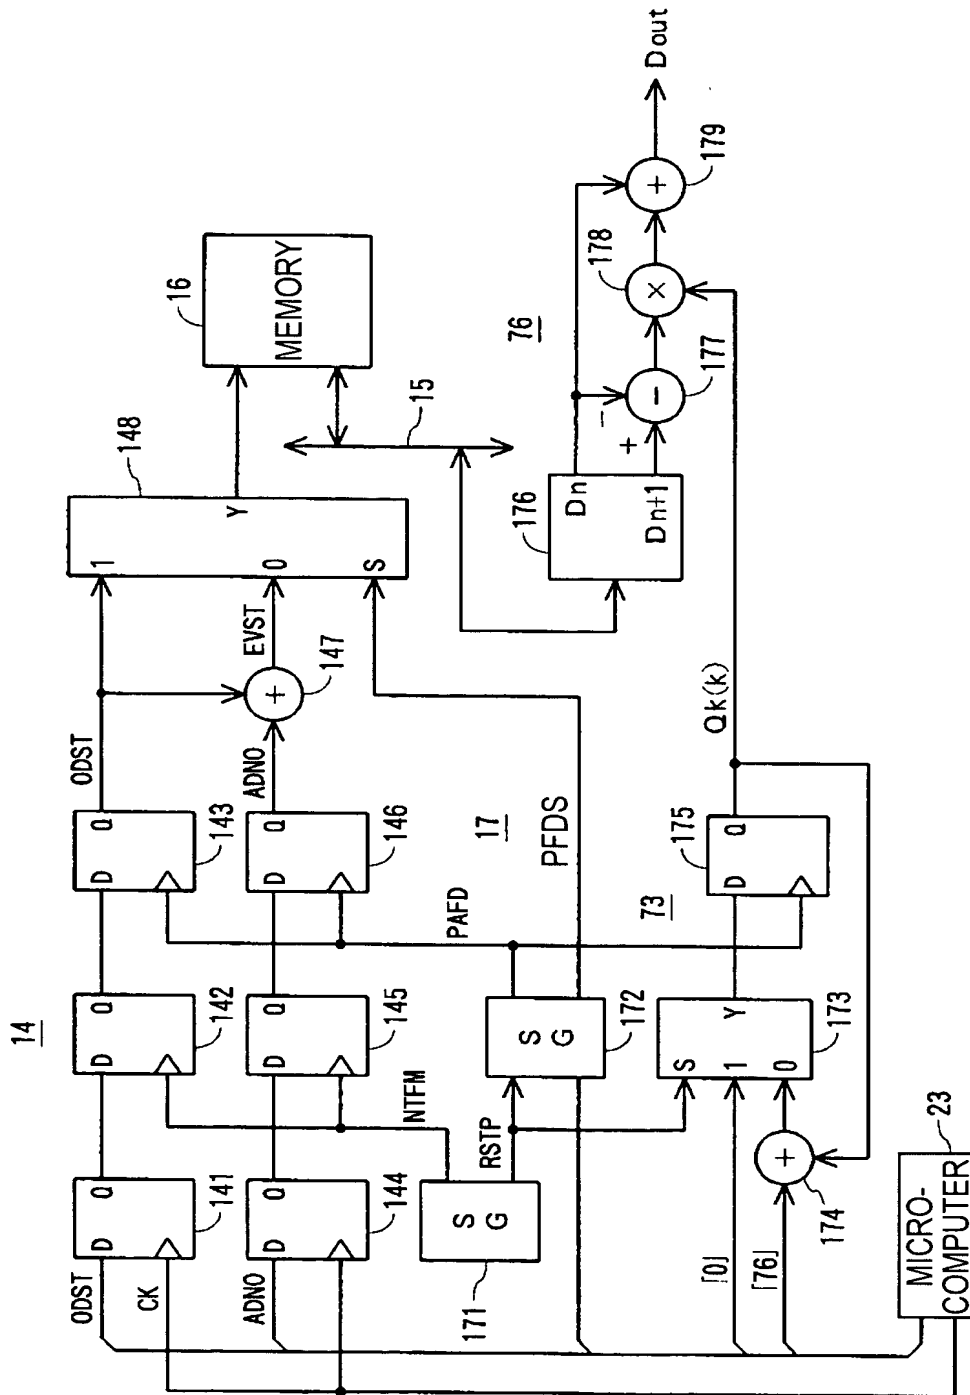 14
ODST
D
Q
141
D
Q
142
D
Q
143
ODST
1
Y
0
S
148
16
MEMORY
CK
ADNO
D
Q
144
D
Q
145
D
Q
146
ADNO
+
147
EVST
NTFM
PAFD
17
PFDS
15
S G
171
RSTP
S G
172
73
176
Dn
Dn+1
76
−
+
-
177
×
178
+
179
Dout
「0」
「76」
+
174
S
1
0
Y
173
D
Q
175
Qk(k)
MICRO-
COMPUTER
23